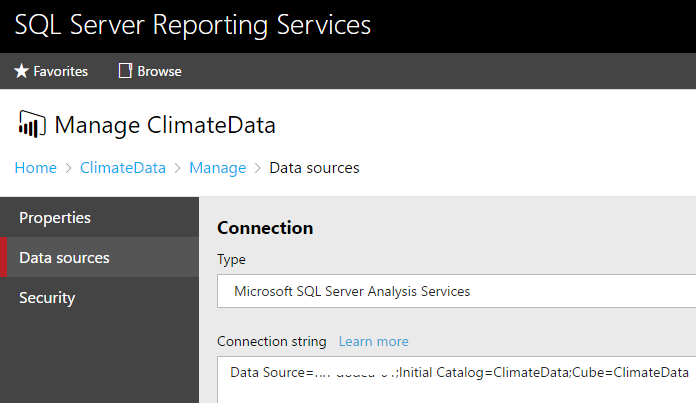 SQL Server Reporting Services
Favorites Browse
Manage ClimateData
Home > ClimateData > Manage > Data sources
Properties
Data sources
Security
Connection
Type
Microsoft SQL Server Analysis Services
Connection string Learn more
Data Source= ;Initial Catalog=ClimateData;Cube=ClimateData